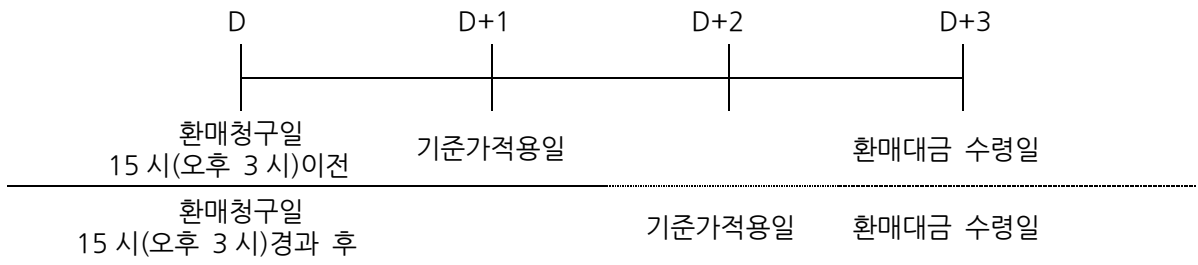 D D+1 D+2 D+3
환매청구일
15 시(오후 3 시)이전
기준가적용일
환매대금 수령일
환매청구일
15 시(오후 3 시)경과 후
기준가적용일
환매대금 수령일